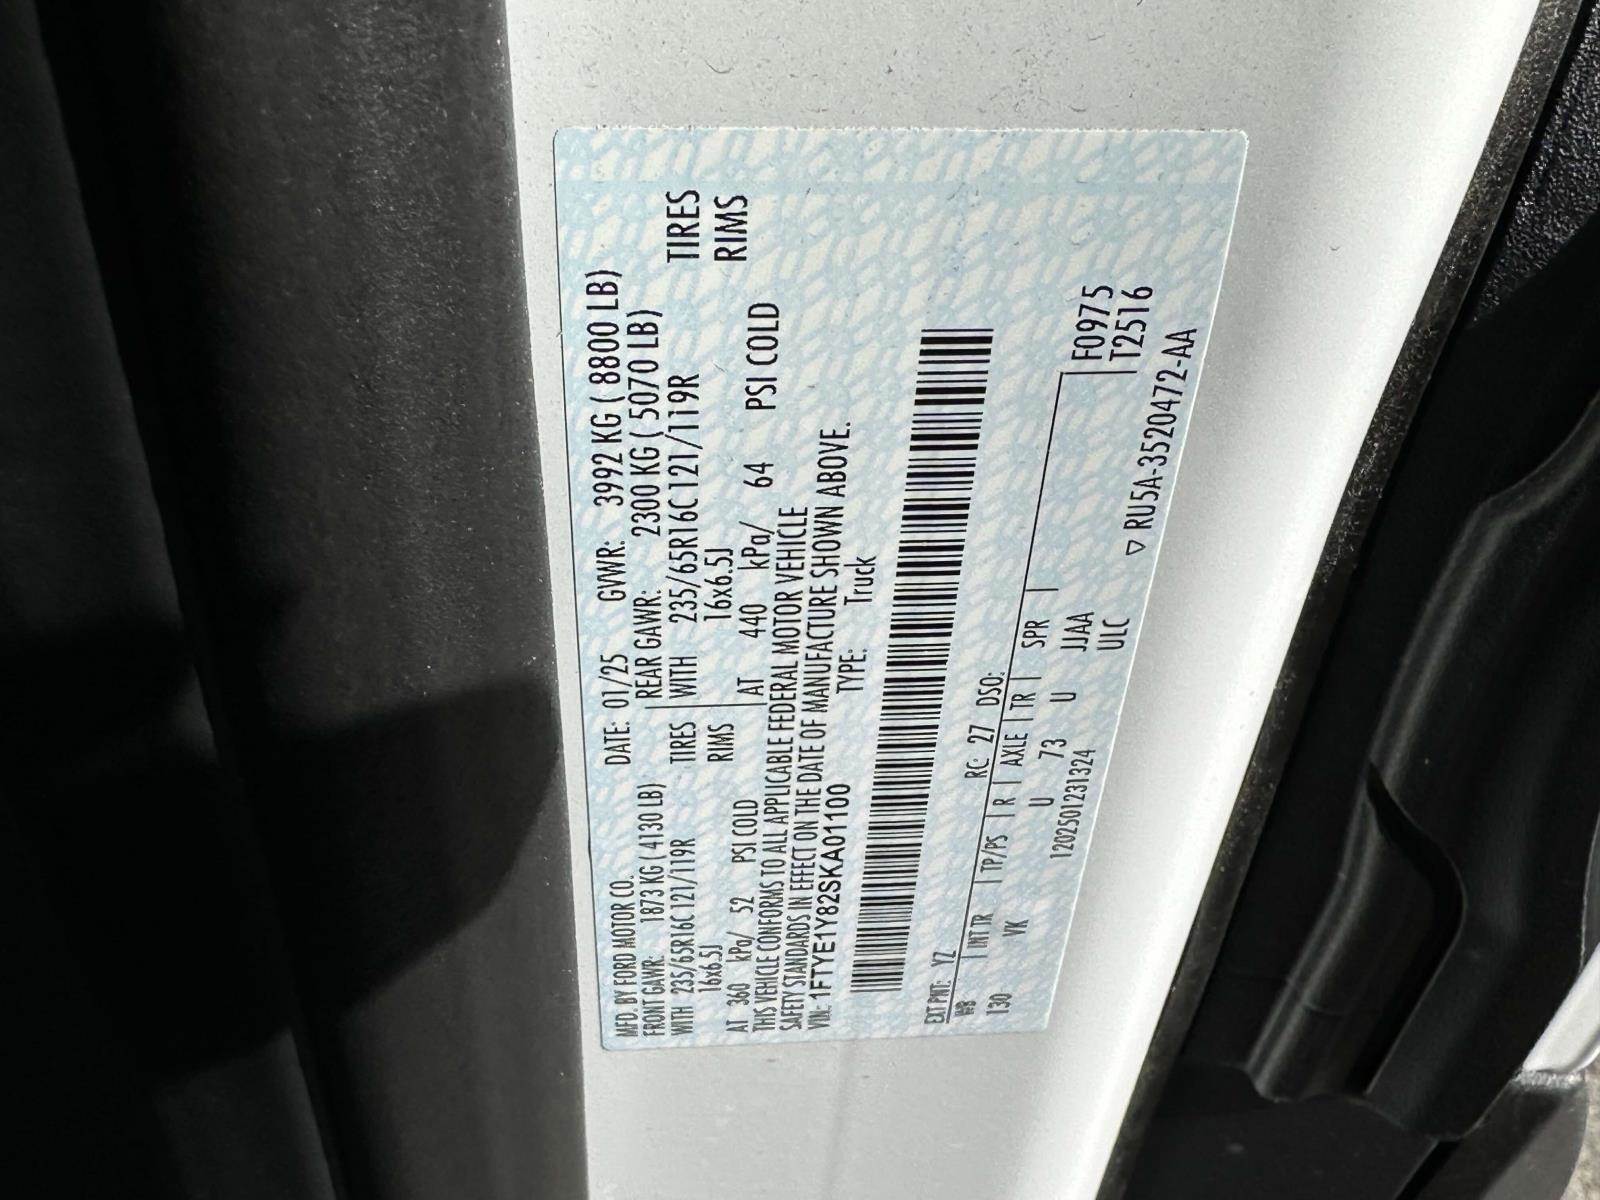 MFD. BY FORD MOTOR CO. DATE: 01/25 GVWR: 3992 KG ( 8800 LB)
FRONT GAWR: 1873 KG ( 4130 LB) REAR GAWR: 2300 KG ( 5070 LB)
WITH 235/65R16C 121/119R TIRES WITH 235/65R16C 121/119R TIRES
16x6.5J RIMS 16x6.5J RIMS
AT 360 kPa/ 52 PSI COLD AT 440 kPa/ 64 PSI COLD
THIS VEHICLE CONFORMS TO ALL APPLICABLE FEDERAL MOTOR VEHICLE
SAFETY STANDARDS IN EFFECT ON THE DATE OF MANUFACTURE SHOWN ABOVE.
VIN: 1FTYE1Y82SKA01100 TYPE: Truck
EXT PNT: YZ RC: 27 DSO:
WB INT TR TP/PS R AXLE TR SPR F0975
130 VK U 73 U JJAA T2516
120250123 1324 ULC
▽ RU5A-3520472-AA